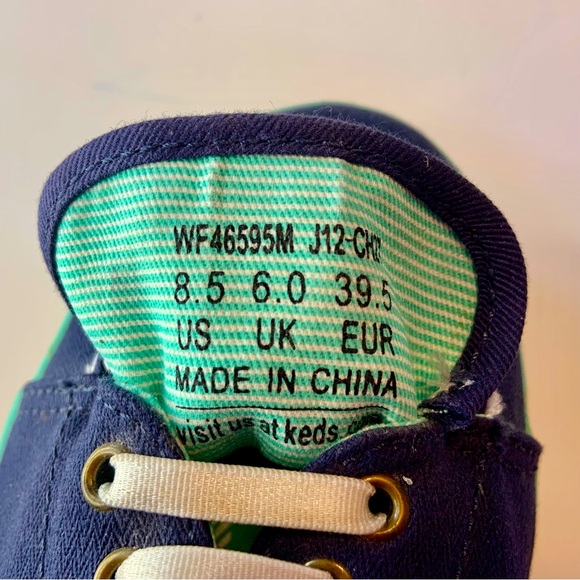 WF46595M
8.5 6.0 39.5
US UK EUR
MADE IN CHINA
visit us at keds.